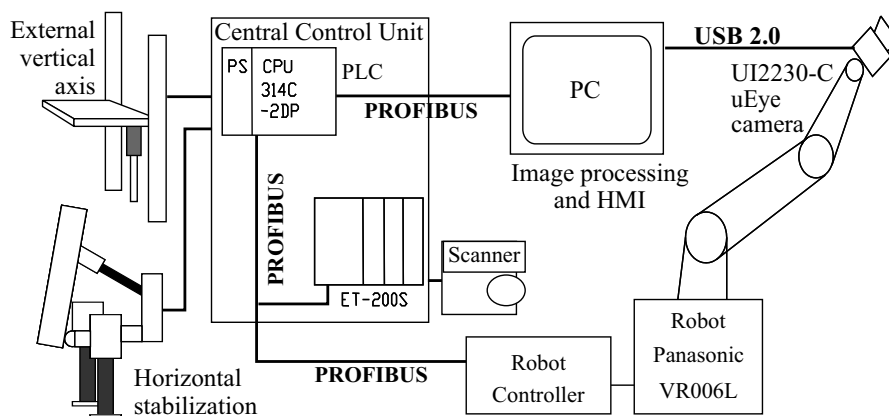 External
vertical
axis
Central Control Unit
PS
CPU
314C
-2DP
PLC
PROFIBUS
PC
Image processing
and HMI
USB 2.0
UI2230-C
uEye
camera
PROFIBUS
ET-200S
Scanner
Horizontal
stabilization
PROFIBUS
Robot
Controller
Robot
Panasonic
VR006L